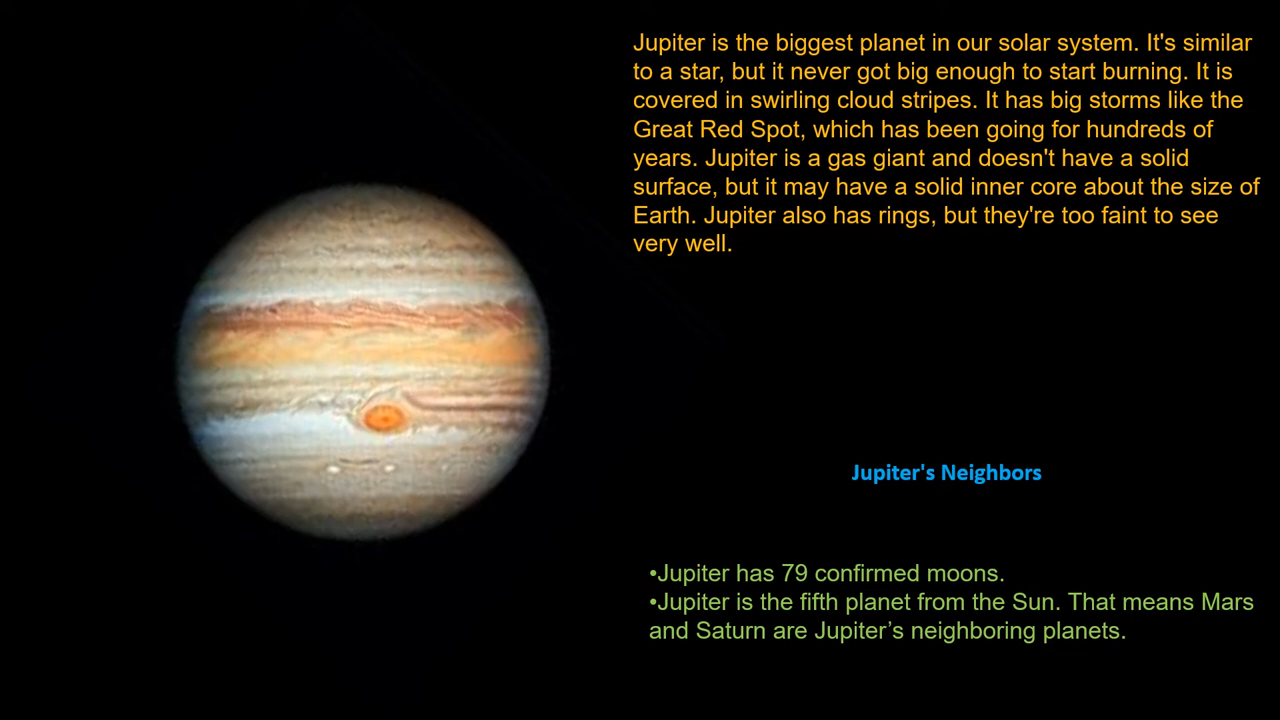 Jupiter is the biggest planet in our solar system. It's similar
to a star, but it never got big enough to start burning. It is
covered in swirling cloud stripes. It has big storms like the
Great Red Spot, which has been going for hundreds of
years. Jupiter is a gas giant and doesn't have a solid
surface, but it may have a solid inner core about the size of
Earth. Jupiter also has rings, but they're too faint to see
very well.
Jupiter's Neighbors
•Jupiter has 79 confirmed moons.
•Jupiter is the fifth planet from the Sun. That means Mars
and Saturn are Jupiter’s neighboring planets.